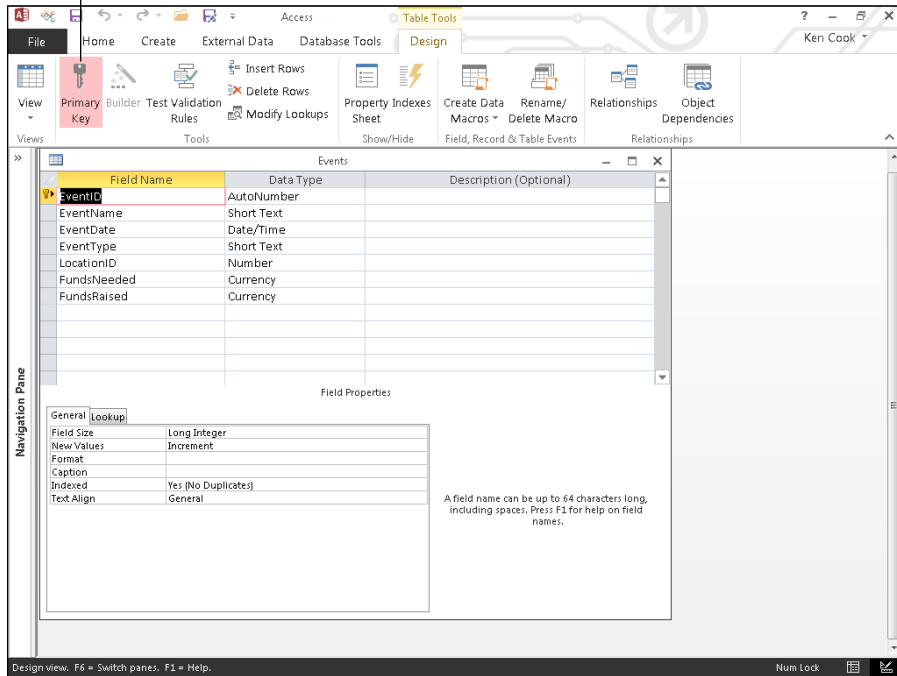 Access
Table Tools
?
Ken Cook
File Home Create External Data Database Tools Design
View
Primary Key
Builder
Test Validation Rules
Insert Rows
Delete Rows
Modify Lookups
Property Sheet
Indexes
Create Data Macros
Rename/ Delete Macro
Relationships
Object Dependencies
Views
Tools
Show/Hide
Field, Record & Table Events
Relationships
Events
Field Name Data Type Description (Optional)
EventID AutoNumber
EventName Short Text
EventDate Date/Time
EventType Short Text
LocationID Number
FundsNeeded Currency
FundsRaised Currency
Navigation Pane
Field Properties
General Lookup
Field Size Long Integer
New Values Increment
Format
Caption
Indexed Yes (No Duplicates)
Text Align General
A field name can be up to 64 characters long,
including spaces. Press F1 for help on field
names.
Design view. F6 = Switch panes. F1 = Help.
Num Lock